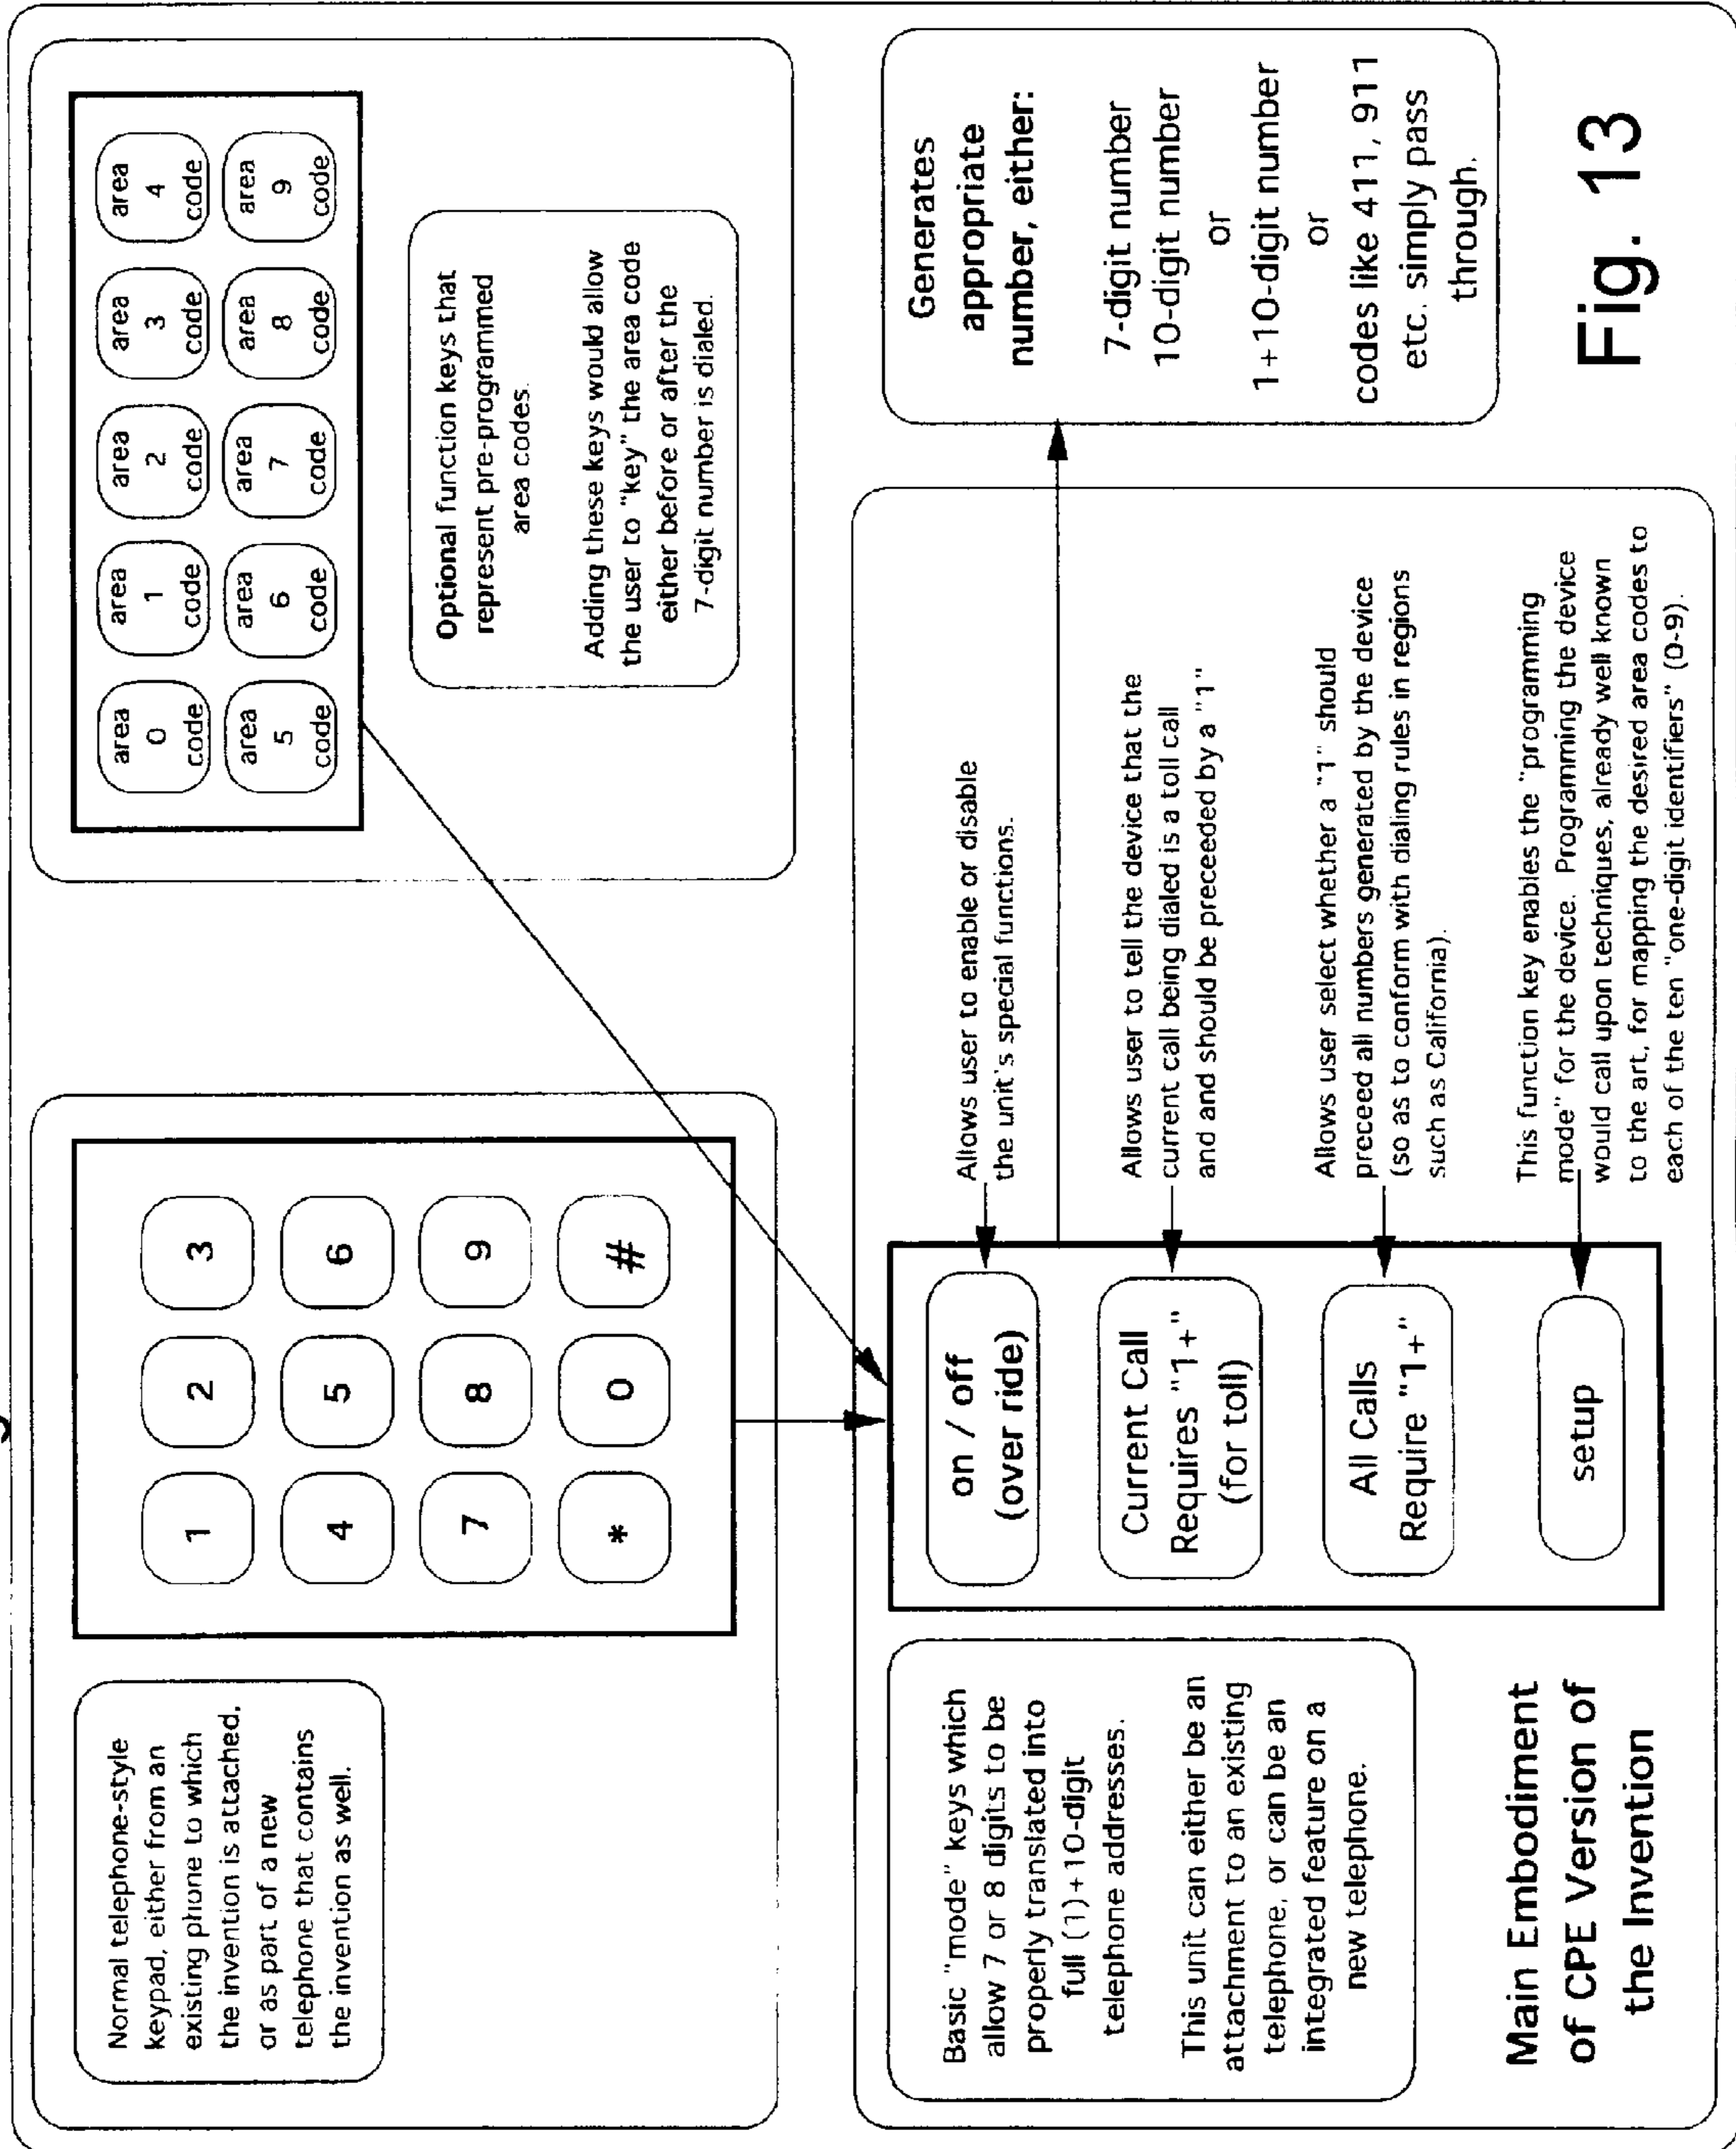 Normal telephone-style
keypad, either from an
existing phone to which
the invention is attached,
or as part of a new
telephone that contains
the invention as well.
1
2
3
4
5
6
7
8
9
*
0
#
area
0
code
area
1
code
area
2
code
area
3
code
area
4
code
area
5
code
area
6
code
area
7
code
area
8
code
area
9
code
Optional function keys that
represent pre-programmed
area codes.
Adding these keys would allow
the user to "key" the area code
either before or after the
7-digit number is dialed.
Basic "mode" keys which
allow 7 or 8 digits to be
properly translated into
full (1)+10-digit
telephone addresses.
This unit can either be an
attachment to an existing
telephone, or can be an
integrated feature on a
new telephone.
Main Embodiment
of CPE Version of
the Invention
on / off
(over ride)
Current Call
Requires "1+"
(for toll)
All Calls
Require "1+"
setup
Allows user to enable or disable
the unit's special functions.
Allows user to tell the device that the
current call being dialed is a toll call
and and should be preceeded by a "1"
Allows user select whether a "1" should
preceed all numbers generated by the device
(so as to conform with dialing rules in regions
such as California).
This function key enables the "programming
mode" for the device. Programming the device
would call upon techniques, already well known
to the art, for mapping the desired area codes to
each of the ten "one-digit identifiers" (0-9).
Generates
appropriate
number, either:
7-digit number
10-digit number
or
1+10-digit number
or
codes like 411, 911
etc. simply pass
through.
Fig. 13